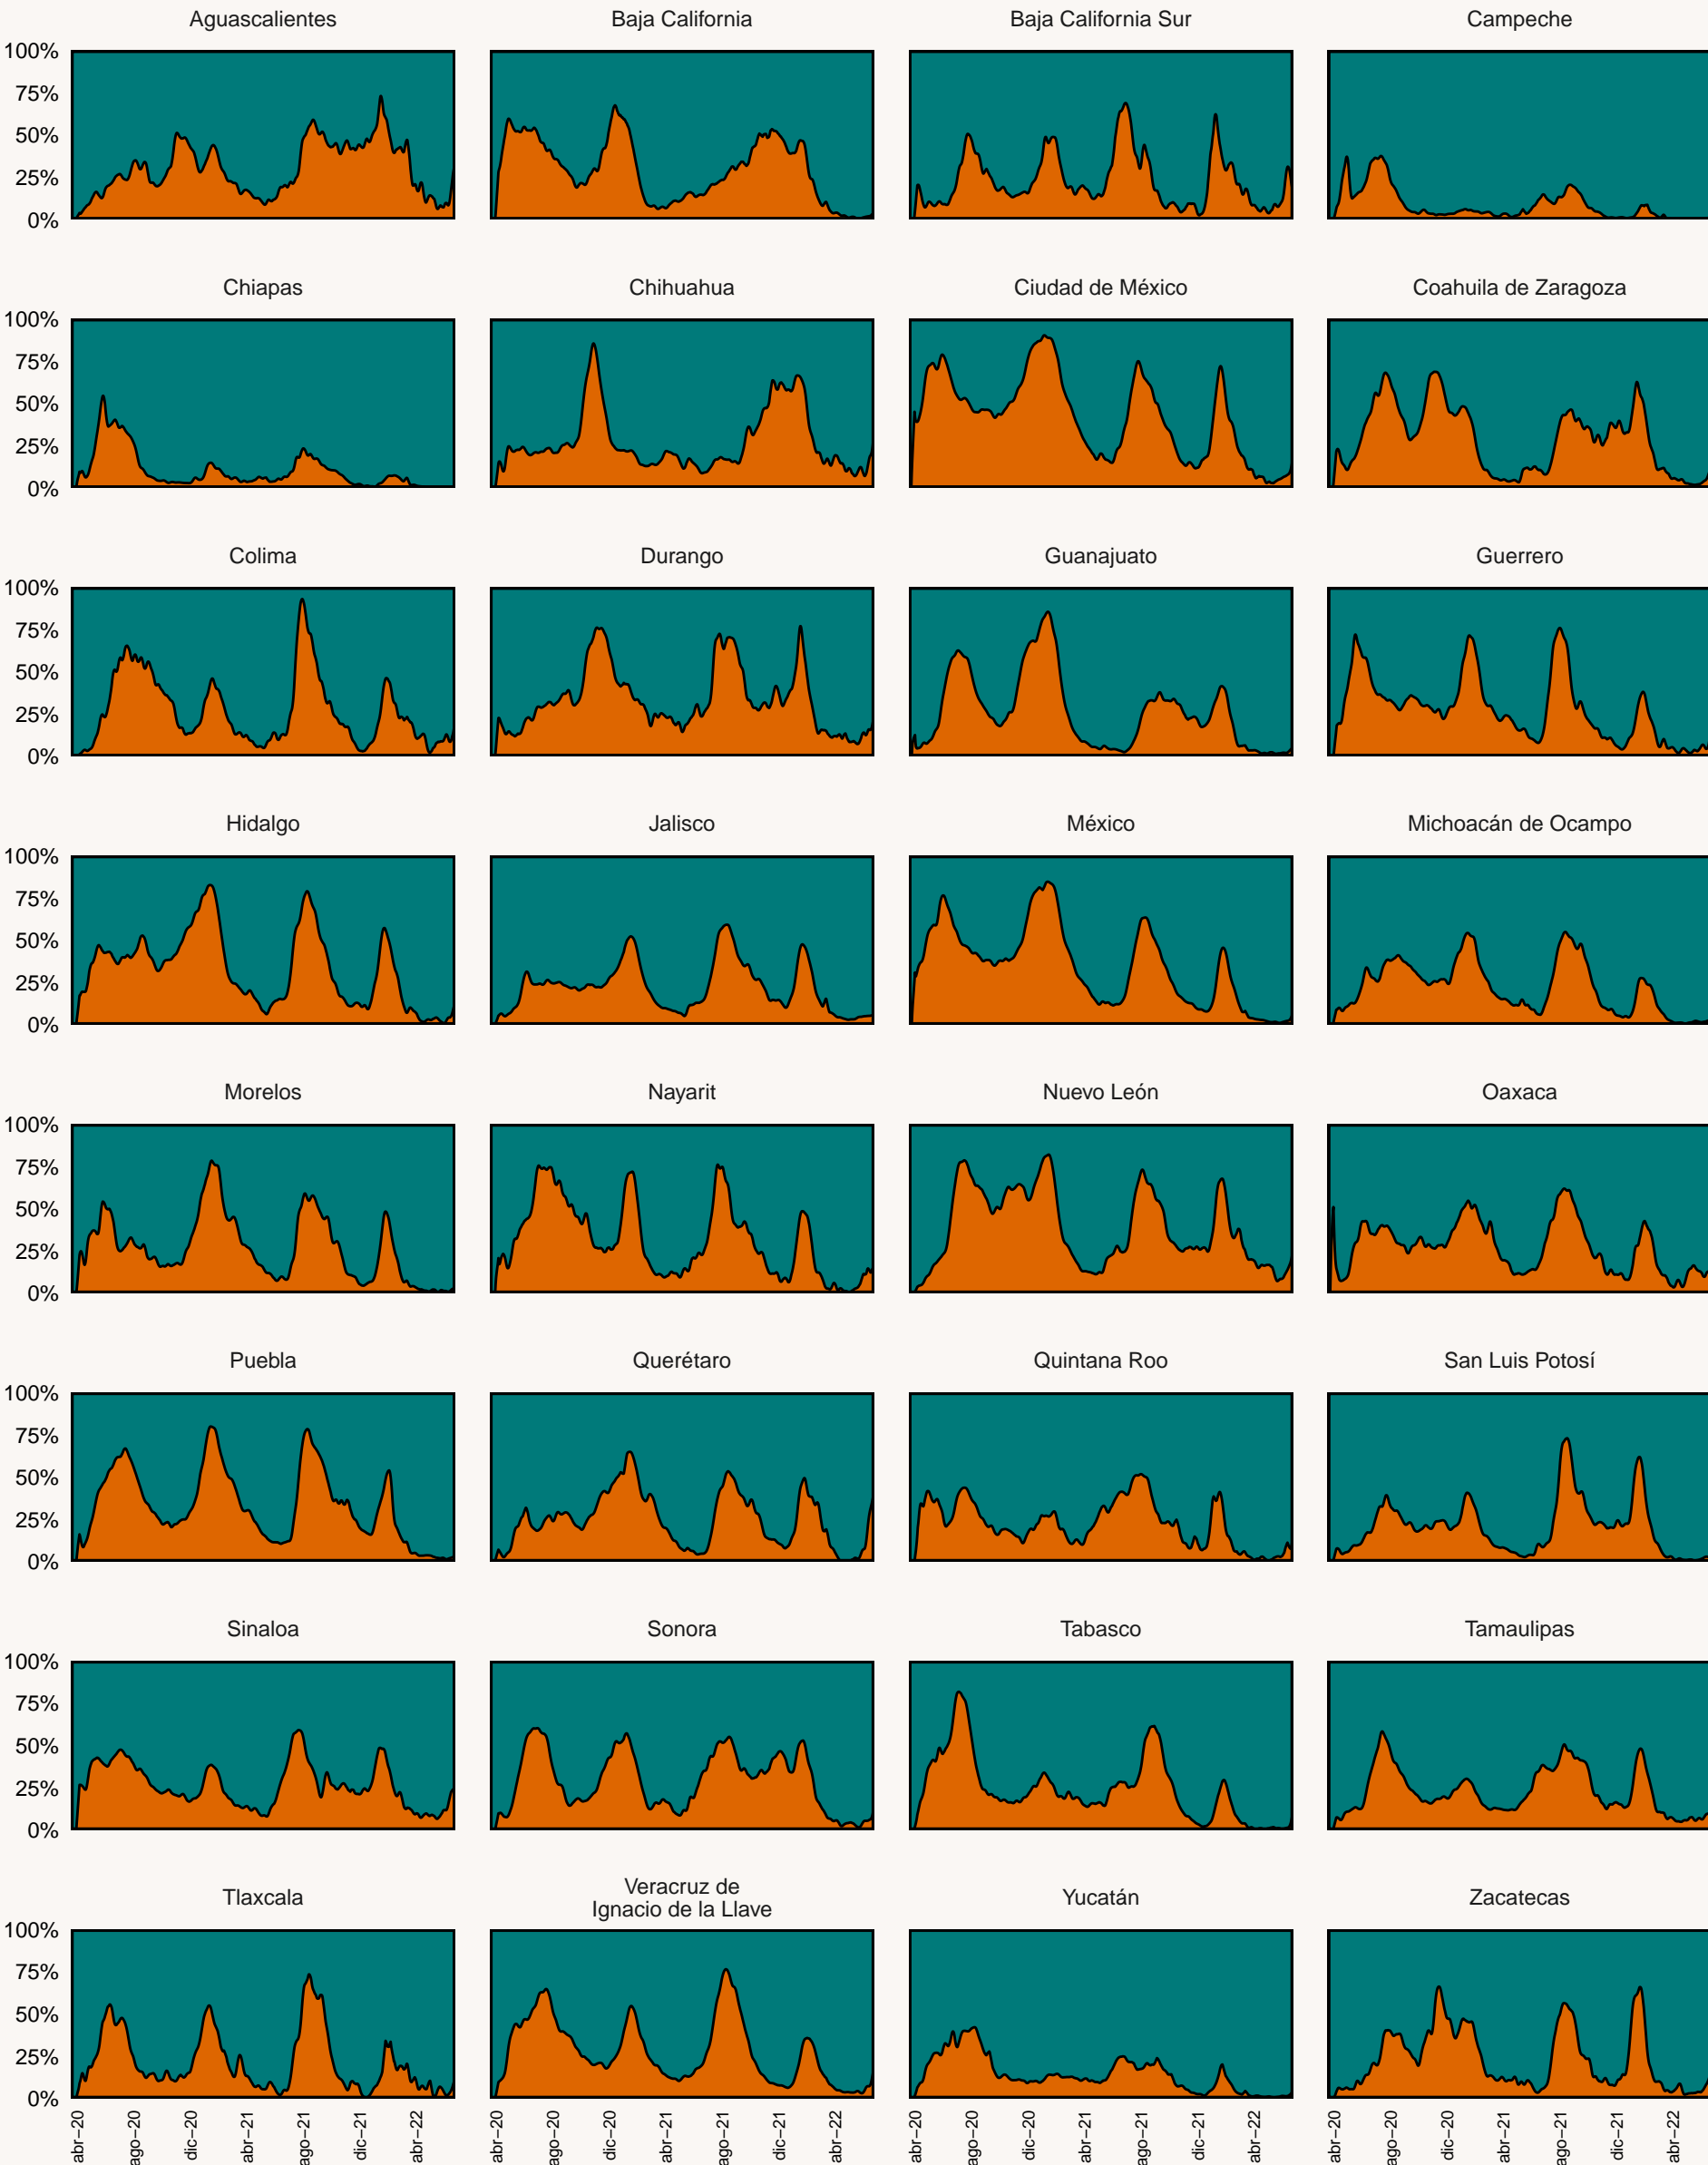 Aguascalientes
Baja California
Baja California Sur
Campeche
100%
75%
50%
25%
0%
Chiapas
Chihuahua
Ciudad de México
Coahuila de Zaragoza
100%
75%
50%
25%
0%
Colima
Durango
Guanajuato
Guerrero
100%
75%
50%
25%
0%
Hidalgo
Jalisco
México
Michoacán de Ocampo
100%
75%
50%
25%
0%
Morelos
Nayarit
Nuevo León
Oaxaca
100%
75%
50%
25%
0%
Puebla
Querétaro
Quintana Roo
San Luis Potosí
100%
75%
50%
25%
0%
Sinaloa
Sonora
Tabasco
Tamaulipas
100%
75%
50%
25%
0%
Tlaxcala
Veracruz de
Ignacio de la Llave
Yucatán
Zacatecas
100%
75%
50%
25%
0%
abr−20
ago−20
dic−20
abr−21
ago−21
dic−21
abr−22
abr−20
ago−20
dic−20
abr−21
ago−21
dic−21
abr−22
abr−20
ago−20
dic−20
abr−21
ago−21
dic−21
abr−22
abr−20
ago−20
dic−20
abr−21
ago−21
dic−21
abr−22